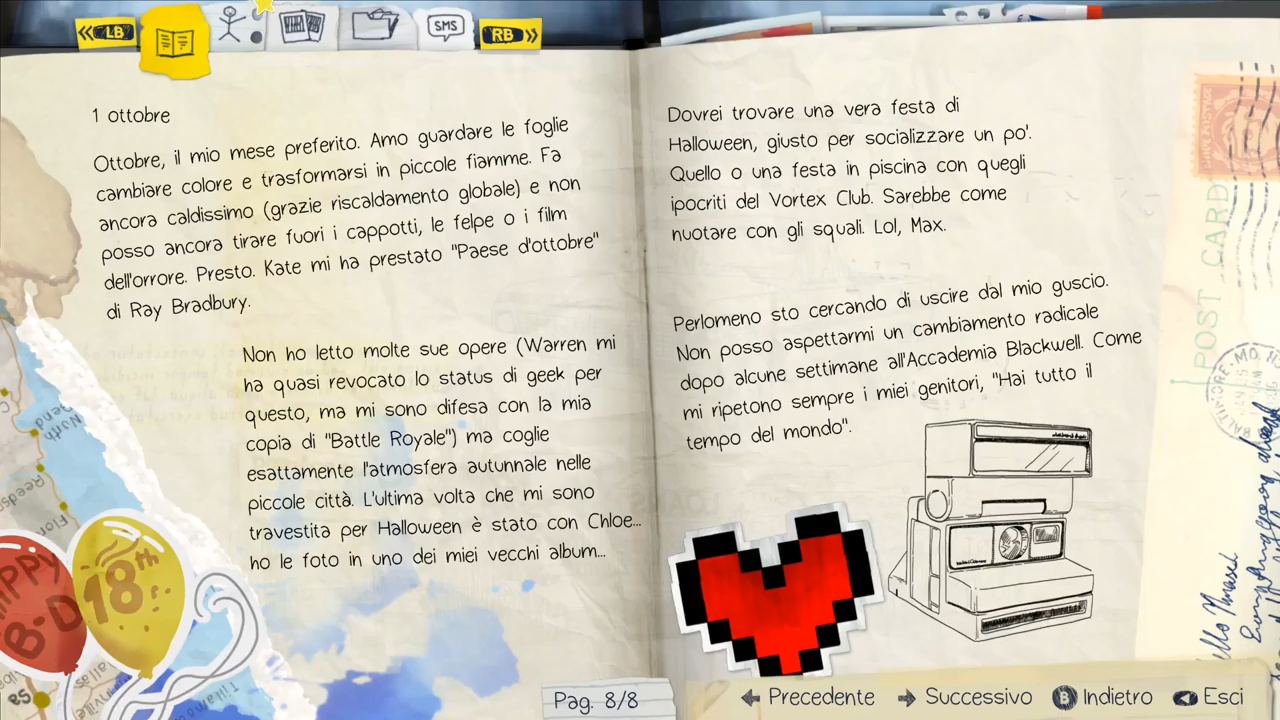 LB
SMS
RB
1 ottobre
Ottobre, il mio mese preferito. Amo guardare le foglie
cambiare colore e trasformarsi in piccole fiamme. Fa
ancora caldissimo (grazie riscaldamento globale) e non
posso ancora tirare fuori i cappotti, le felpe o i film
dell'orrore. Presto. Kate mi ha prestato "Paese d'ottobre"
di Ray Bradbury.
Non ho letto molte sue opere (Warren mi
ha quasi revocato lo status di geek per
questo, ma mi sono difesa con la mia
copia di "Battle Royale") ma coglie
esattamente l'atmosfera autunnale nelle
piccole città. L'ultima volta che mi sono
travestita per Halloween è stato con Chloe...
ho le foto in uno dei miei vecchi album...
Dovrei trovare una vera festa di
Halloween, giusto per socializzare un po'.
Quello o una festa in piscina con quegli
ipocriti del Vortex Club. Sarebbe come
nuotare con gli squali. Lol, Max.
Perlomeno sto cercando di uscire dal mio guscio.
Non posso aspettarmi un cambiamento radicale
dopo alcune settimane all'Accademia Blackwell. Come
mi ripetono sempre i miei genitori, "Hai tutto il
tempo del mondo".
POST CARD
18th
B-D
Pag. 8/8
Precedente
Successivo
B Indietro
Esci